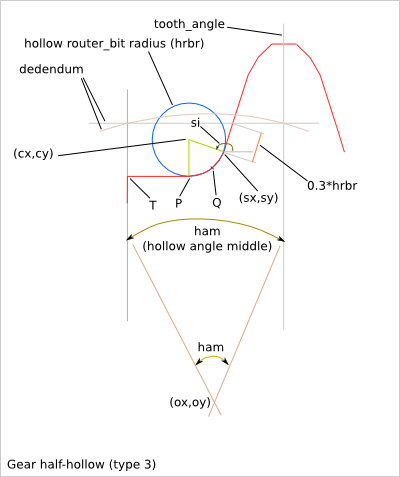 tooth_angle
hollow router_bit radius (hrbr)
dedendum
si
(cx,cy)
0.3*hrbr
(sx,sy)
T
P
Q
ham
(hollow angle middle)
ham
(ox,oy)
Gear half-hollow (type 3)